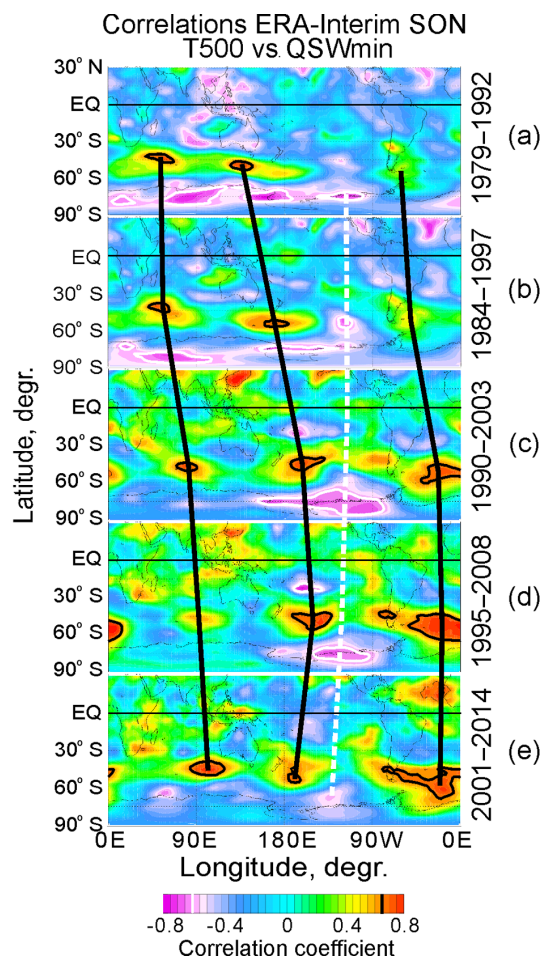 Correlations ERA-Interim SON
T500 vs. QSWmin
30° N
EQ
30° S
60° S
90° S
1979–1992
(a)
EQ
30° S
60° S
90° S
1984–1997
(b)
EQ
30° S
60° S
90° S
1990–2003
(c)
EQ
30° S
60° S
90° S
1995–2008
(d)
EQ
30° S
60° S
90° S
2001–2014
(e)
Latitude, degr.
0E 90E 180E 90W 0E
Longitude, degr.
-0.8 -0.4 0 0.4 0.8
Correlation coefficient